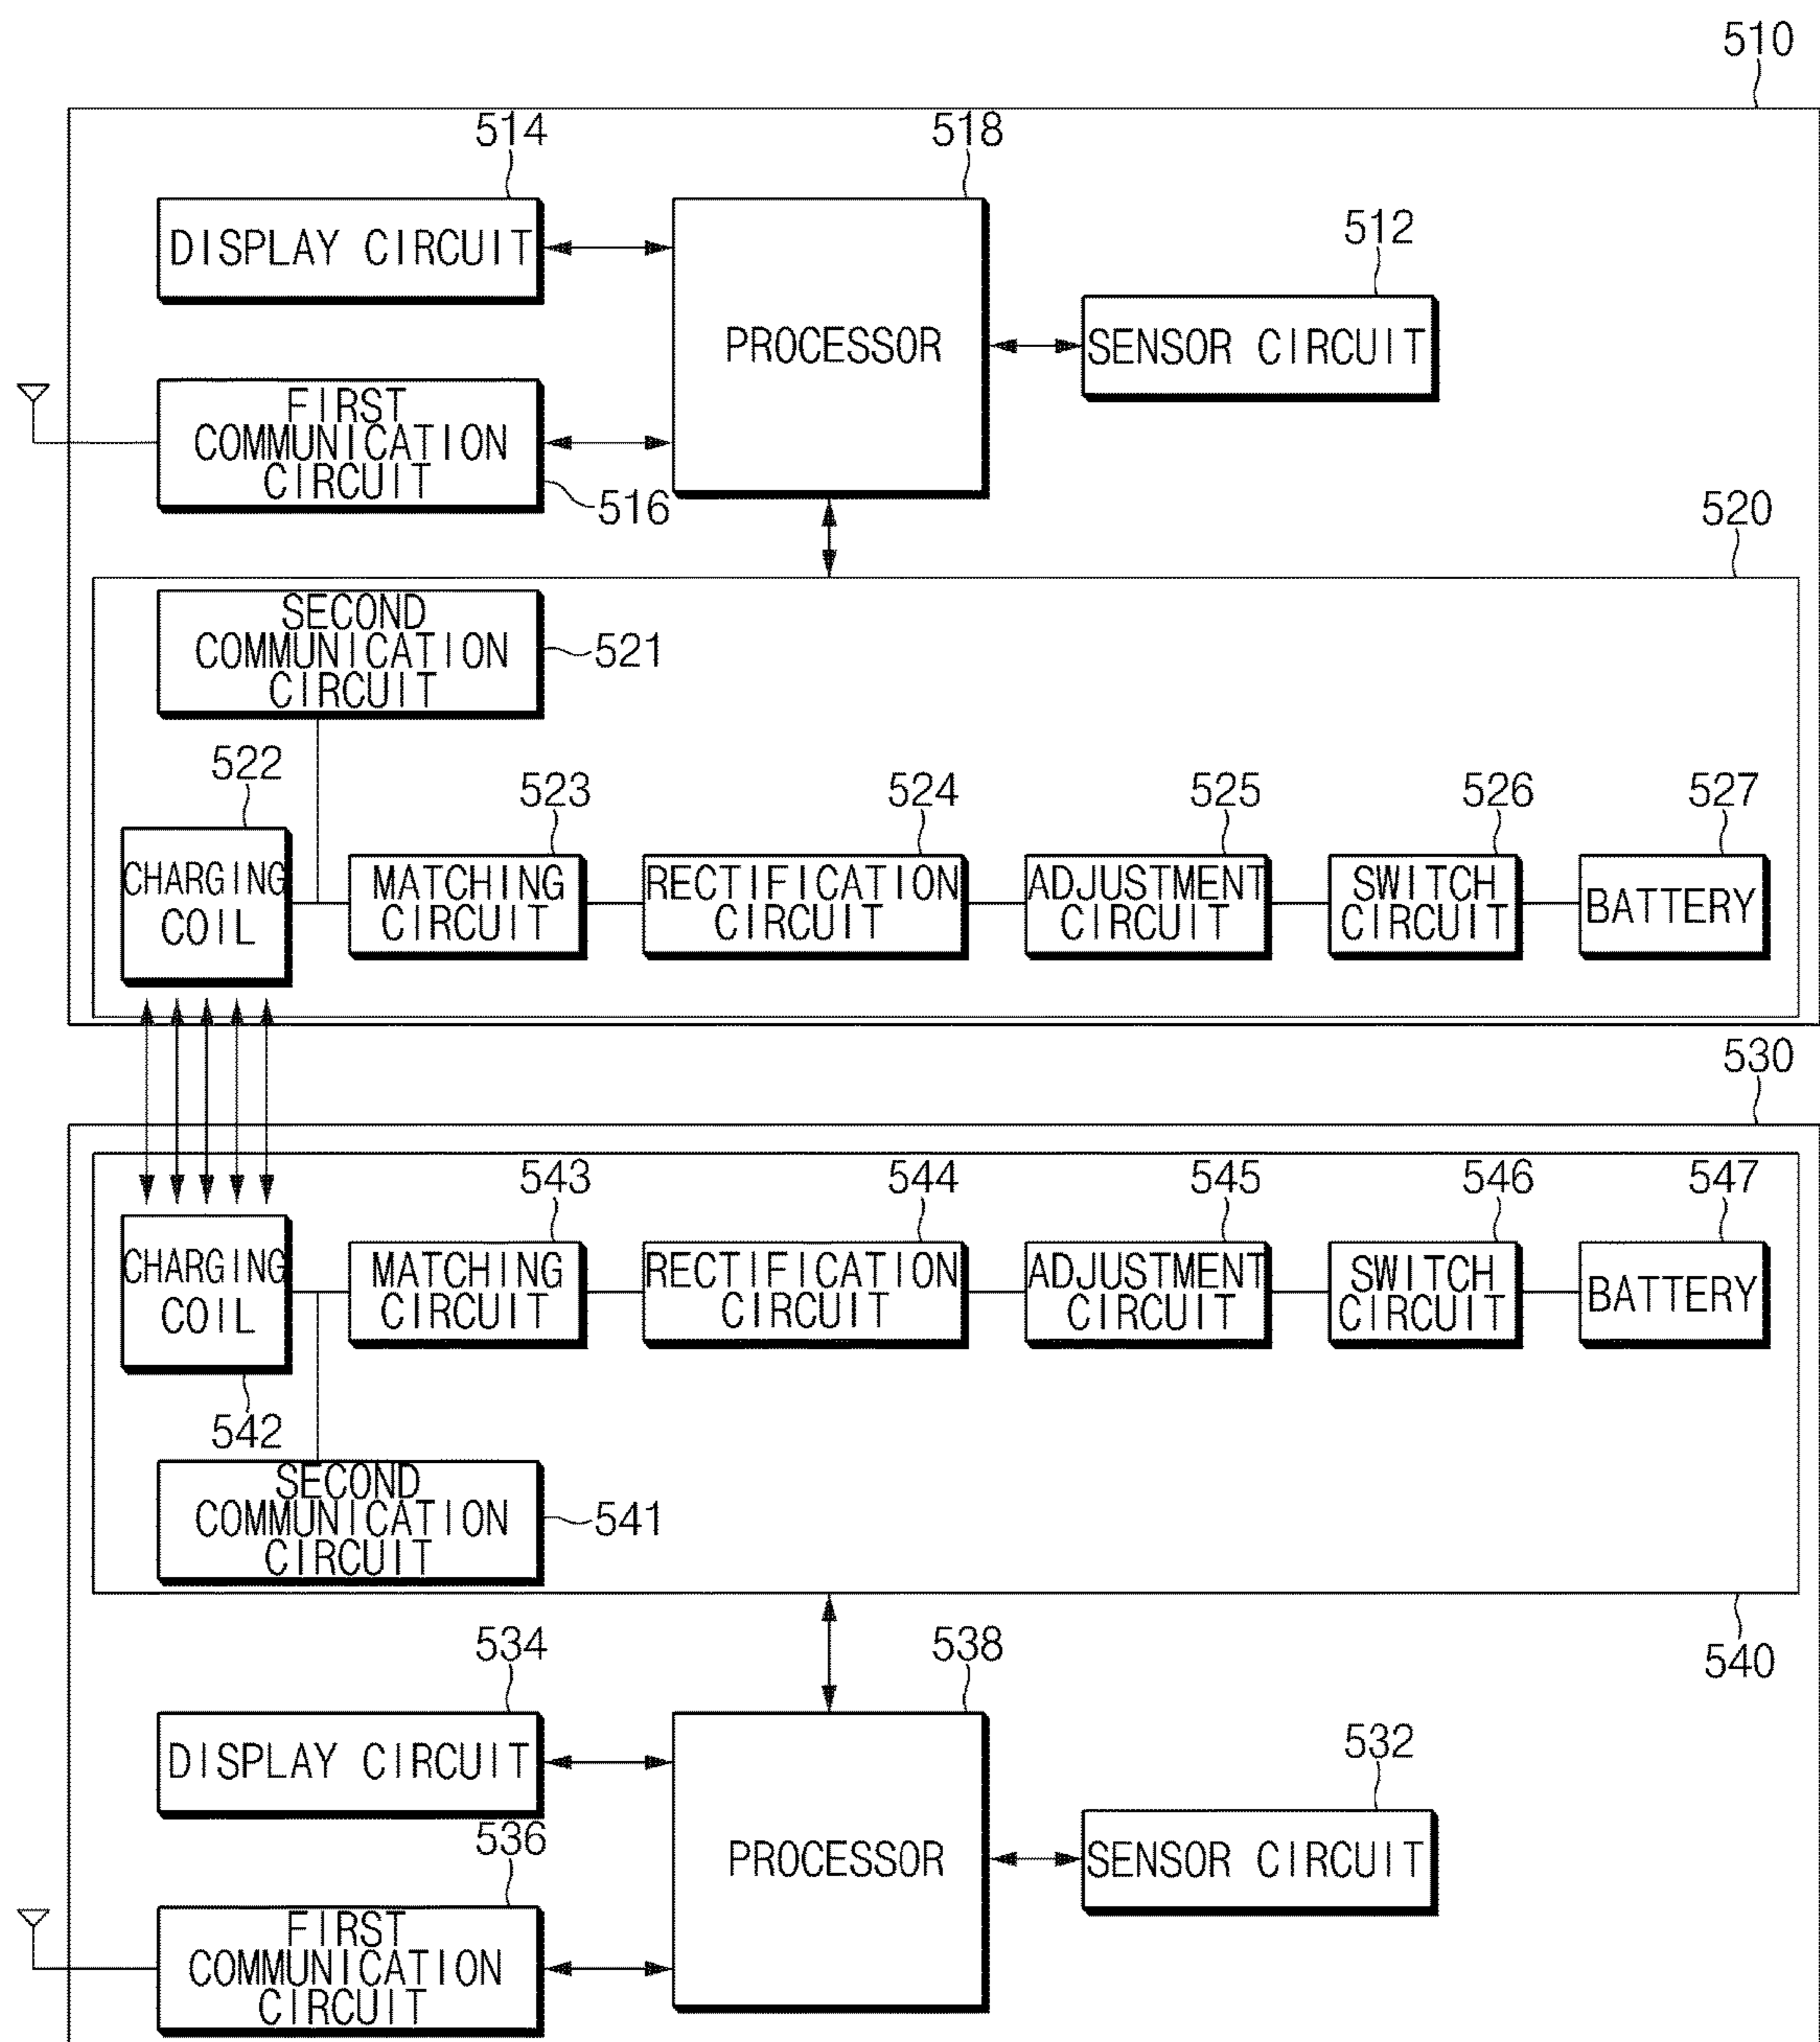 510
514
518
DISPLAY CIRCUIT
512
PROCESSOR
SENSOR CIRCUIT
FIRST
COMMUNICATION
CIRCUIT
516
520
SECOND
COMMUNICATION
CIRCUIT
521
522
523
524
525
526
527
CHARGING
COIL
MATCHING
CIRCUIT
RECTIFICATION
CIRCUIT
ADJUSTMENT
CIRCUIT
SWITCH
CIRCUIT
BATTERY
530
543
544
545
546
547
CHARGING
COIL
MATCHING
CIRCUIT
RECTIFICATION
CIRCUIT
ADJUSTMENT
CIRCUIT
SWITCH
CIRCUIT
BATTERY
542
SECOND
COMMUNICATION
CIRCUIT
541
534
538
540
DISPLAY CIRCUIT
532
536
PROCESSOR
SENSOR CIRCUIT
FIRST
COMMUNICATION
CIRCUIT